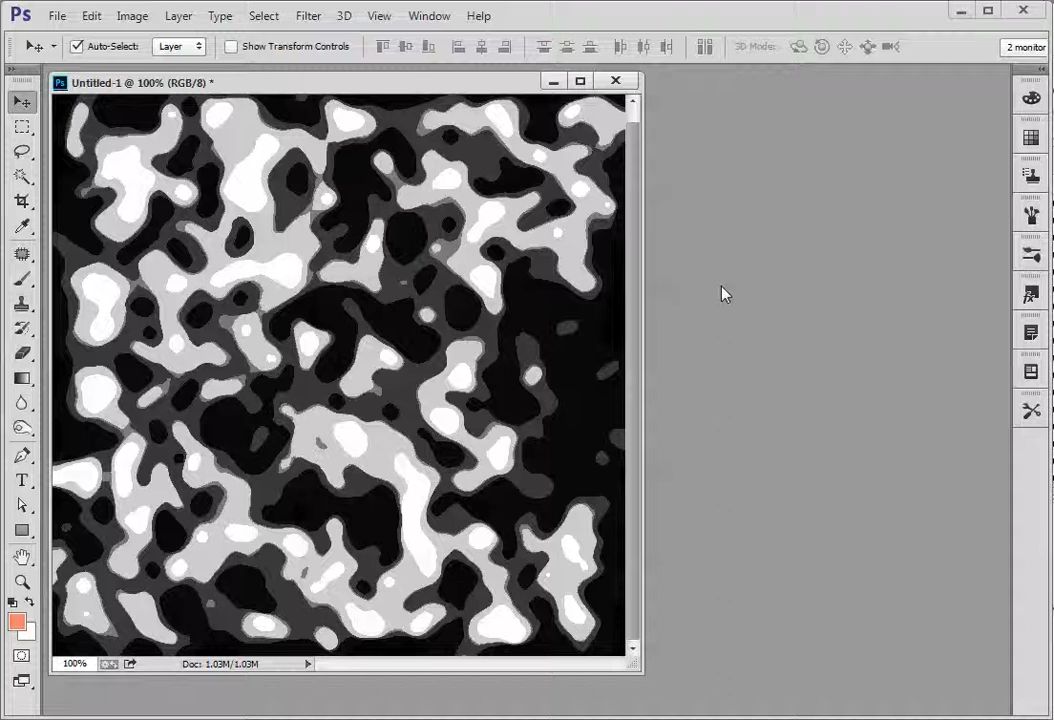 Ps File Edit Image Layer Type Select Filter 3D View Window Help
Auto-Select: Layer Show Transform Controls 3D Mode: 2 monitor
Ps Untitled-1 @ 100% (RGB/8) *
T
100% Doc: 1.03M/1.03M